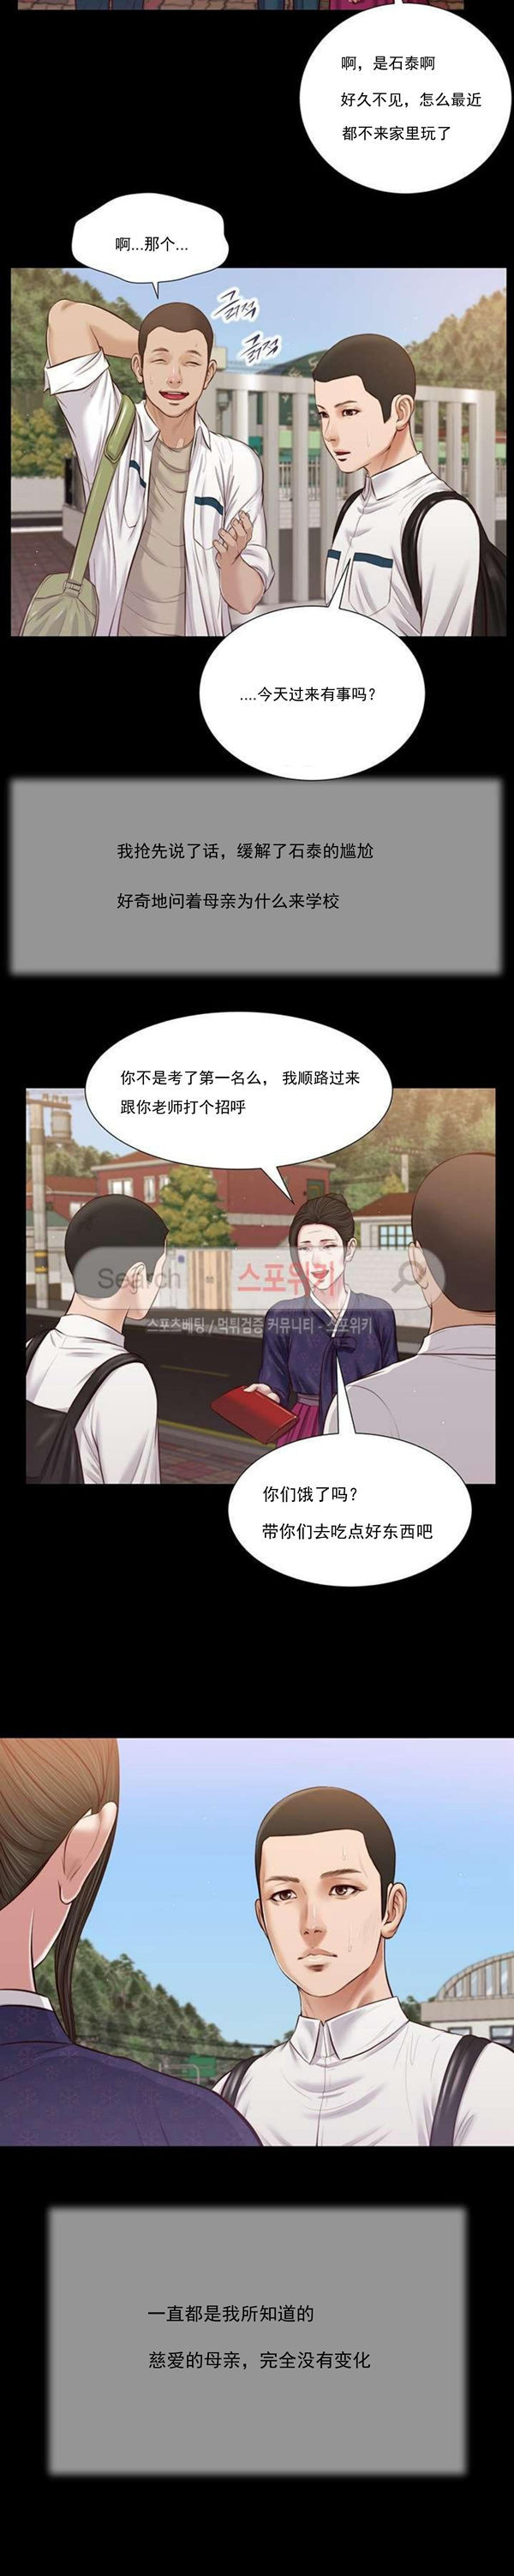 啊，是石泰啊
好久不见，怎么最近
都不来家里玩了
啊...那个...
긁적
긁적
....今天过来有事吗？
我抢先说了话，缓解了石泰的尴尬
好奇地问着母亲为什么来学校
你不是考了第一名么， 我顺路过来
跟你老师打个招呼
Search
스포위키
스포츠베팅 / 먹튀검증 커뮤니티 - 스포위키
你们饿了吗？
带你们去吃点好东西吧
一直都是我所知道的
慈爱的母亲，完全没有变化